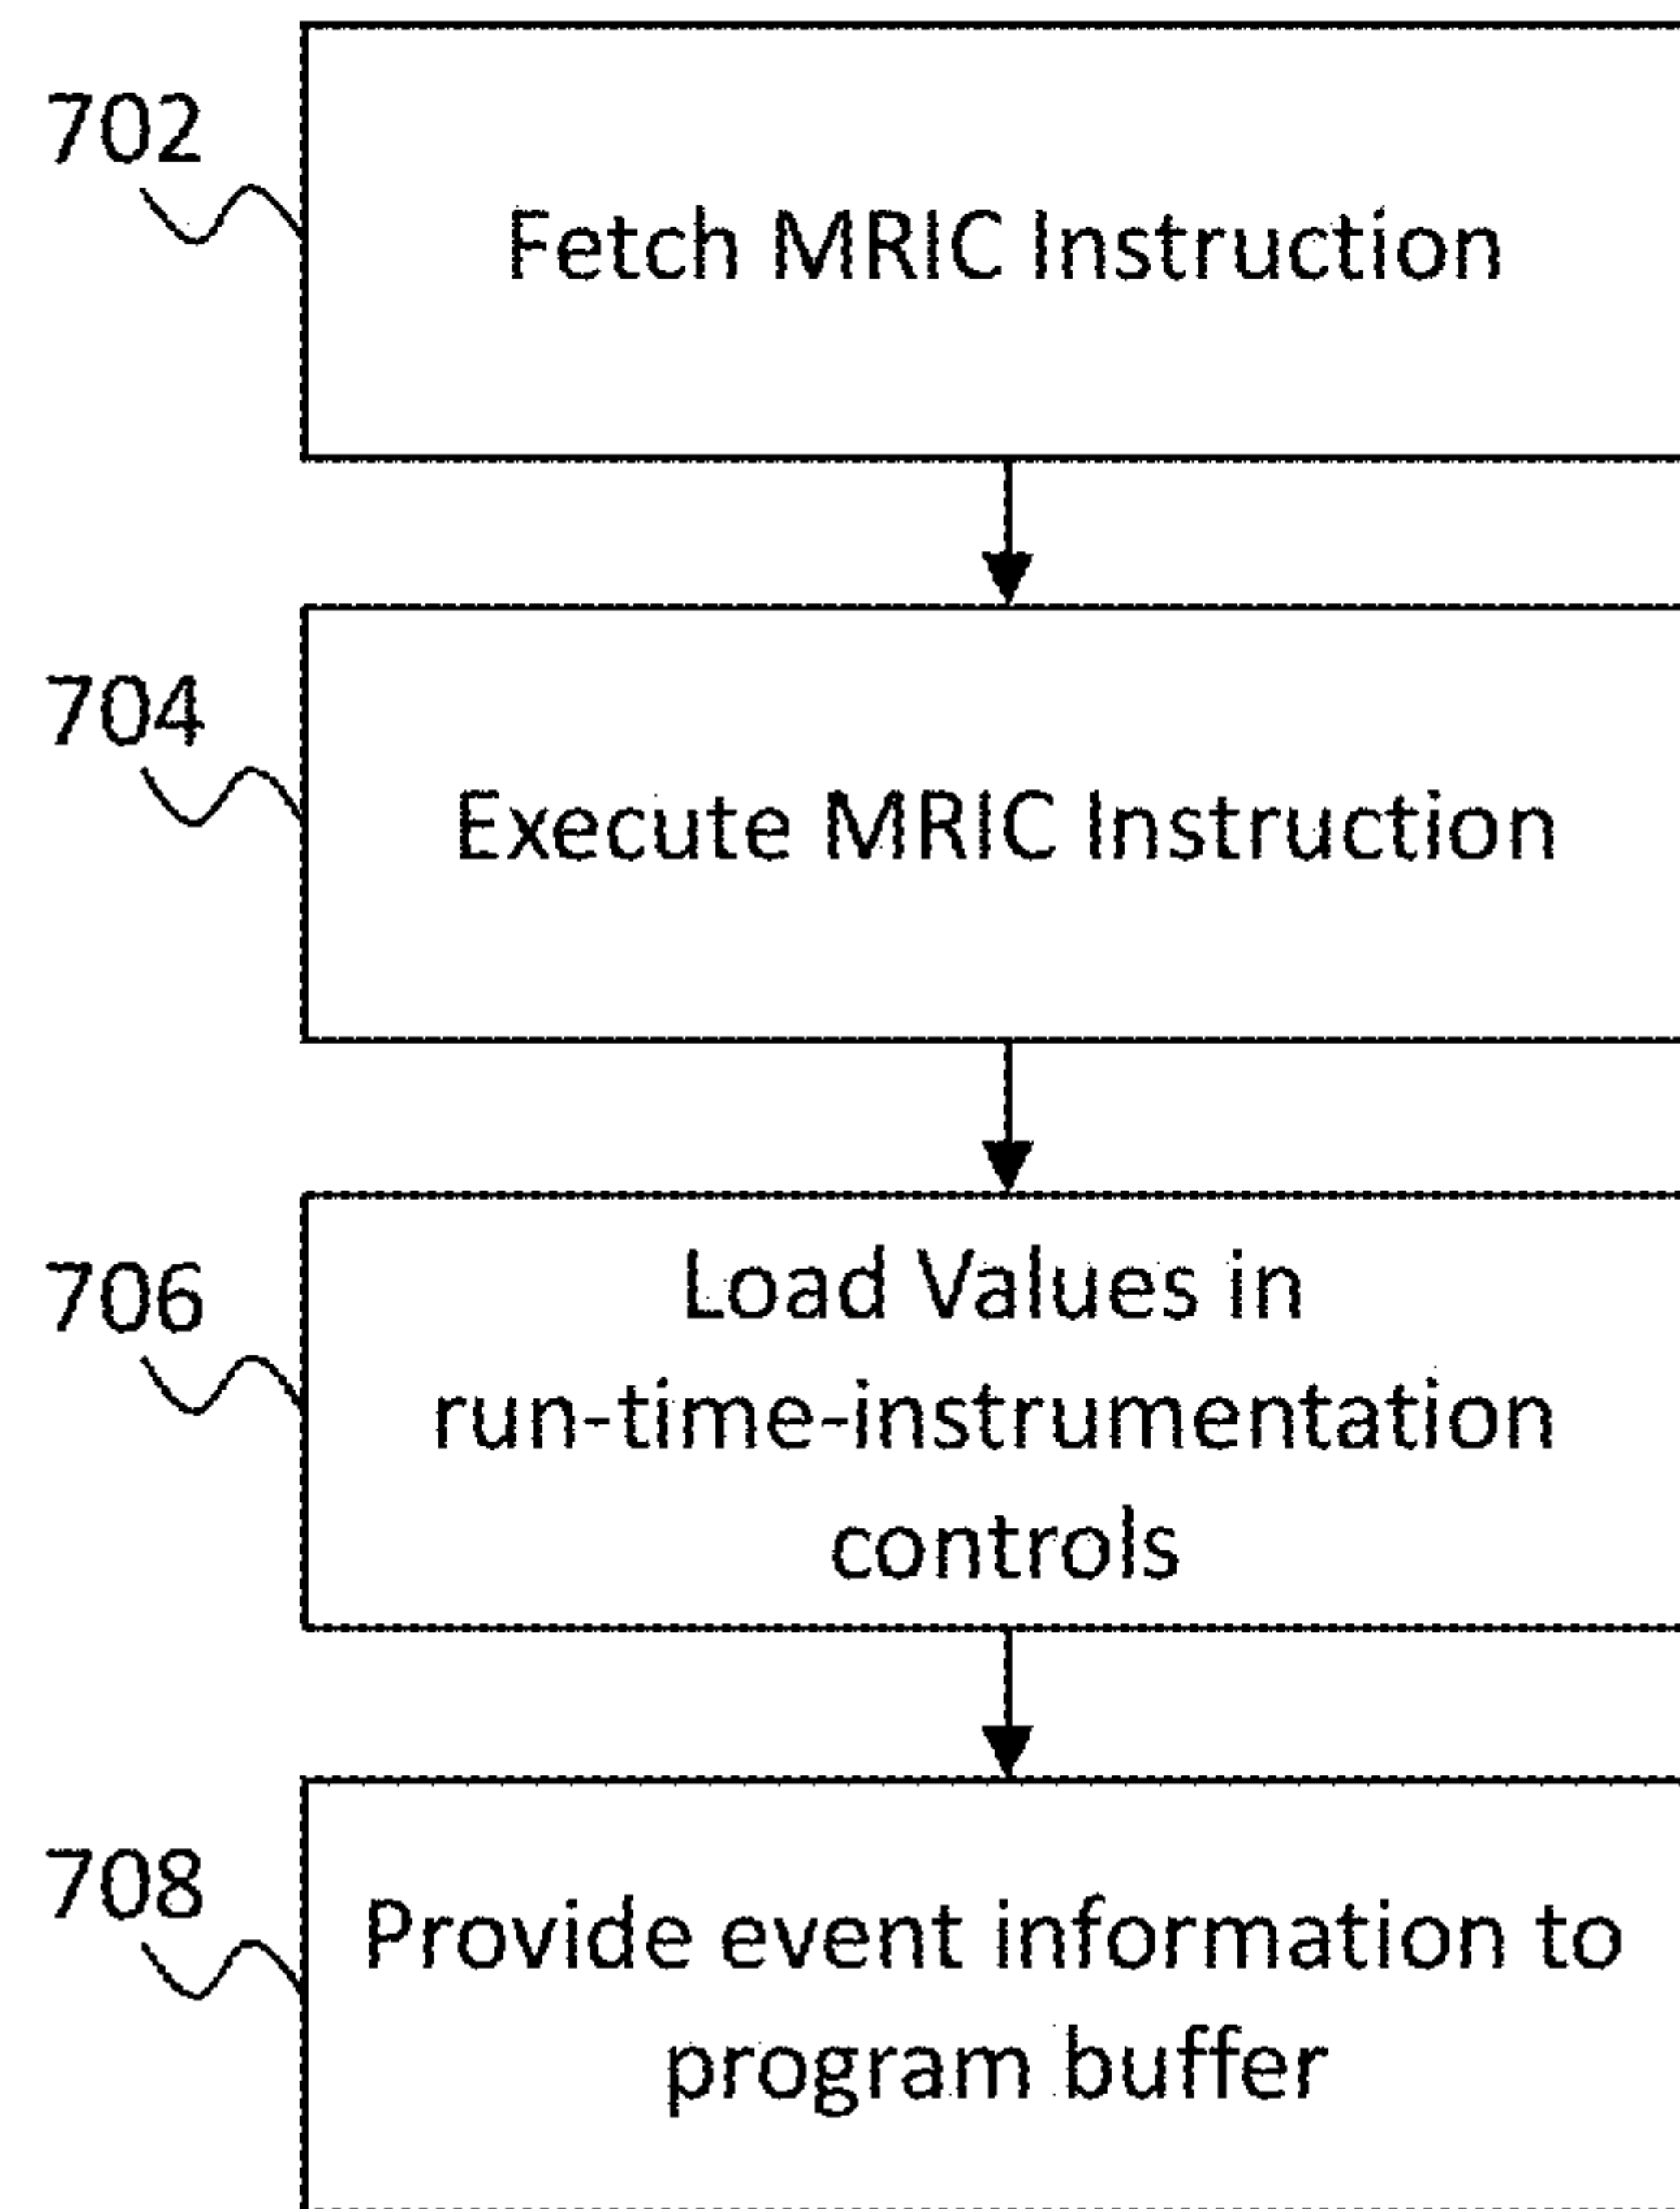 702
Fetch MRIC Instruction
704
Execute MRIC Instruction
706
Load Values in
run-time-instrumentation
controls
708
Provide event information to
program buffer